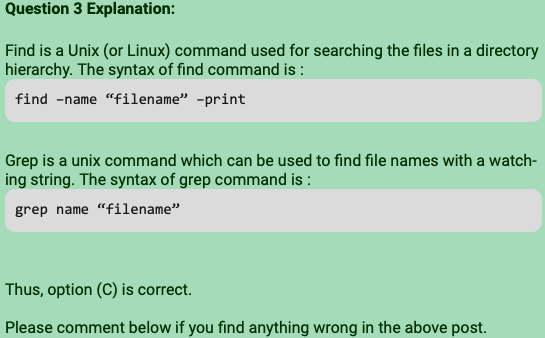 Question 3 Explanation:
Find is a Unix (or Linux) command used for searching the files in a directory
hierarchy. The syntax of find command is :
find –name “filename” –print
Grep is a unix command which can be used to find file names with a watch-
ing string. The syntax of grep command is :
grep name “filename”
Thus, option (C) is correct.
Please comment below if you find anything wrong in the above post.